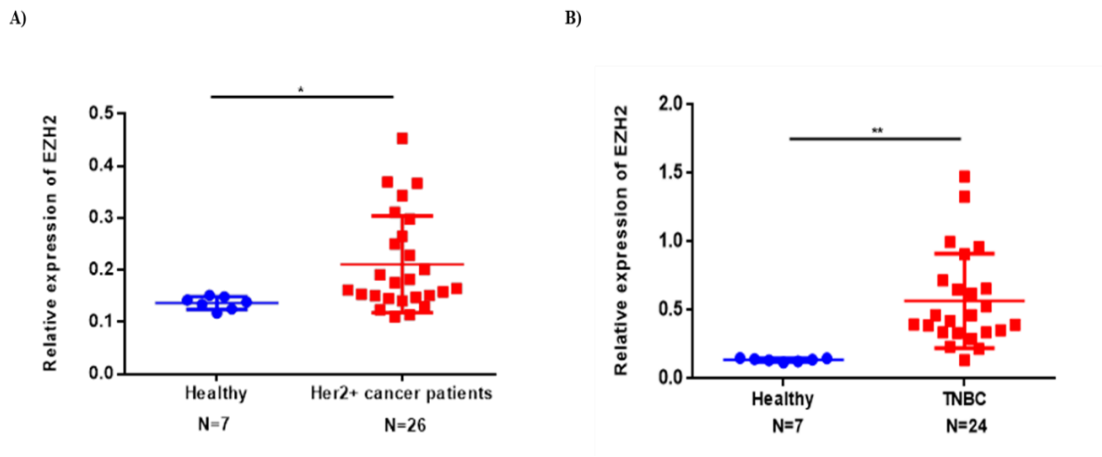 A)
B)
*
Relative expression of EZH2
0.5
0.4
0.3
0.2
0.1
0.0
Healthy
Her2+ cancer patients
N=7
N=26
**
Relative expression of EZH2
2.0
1.5
1.0
0.5
0.0
Healthy
TNBC
N=7
N=24